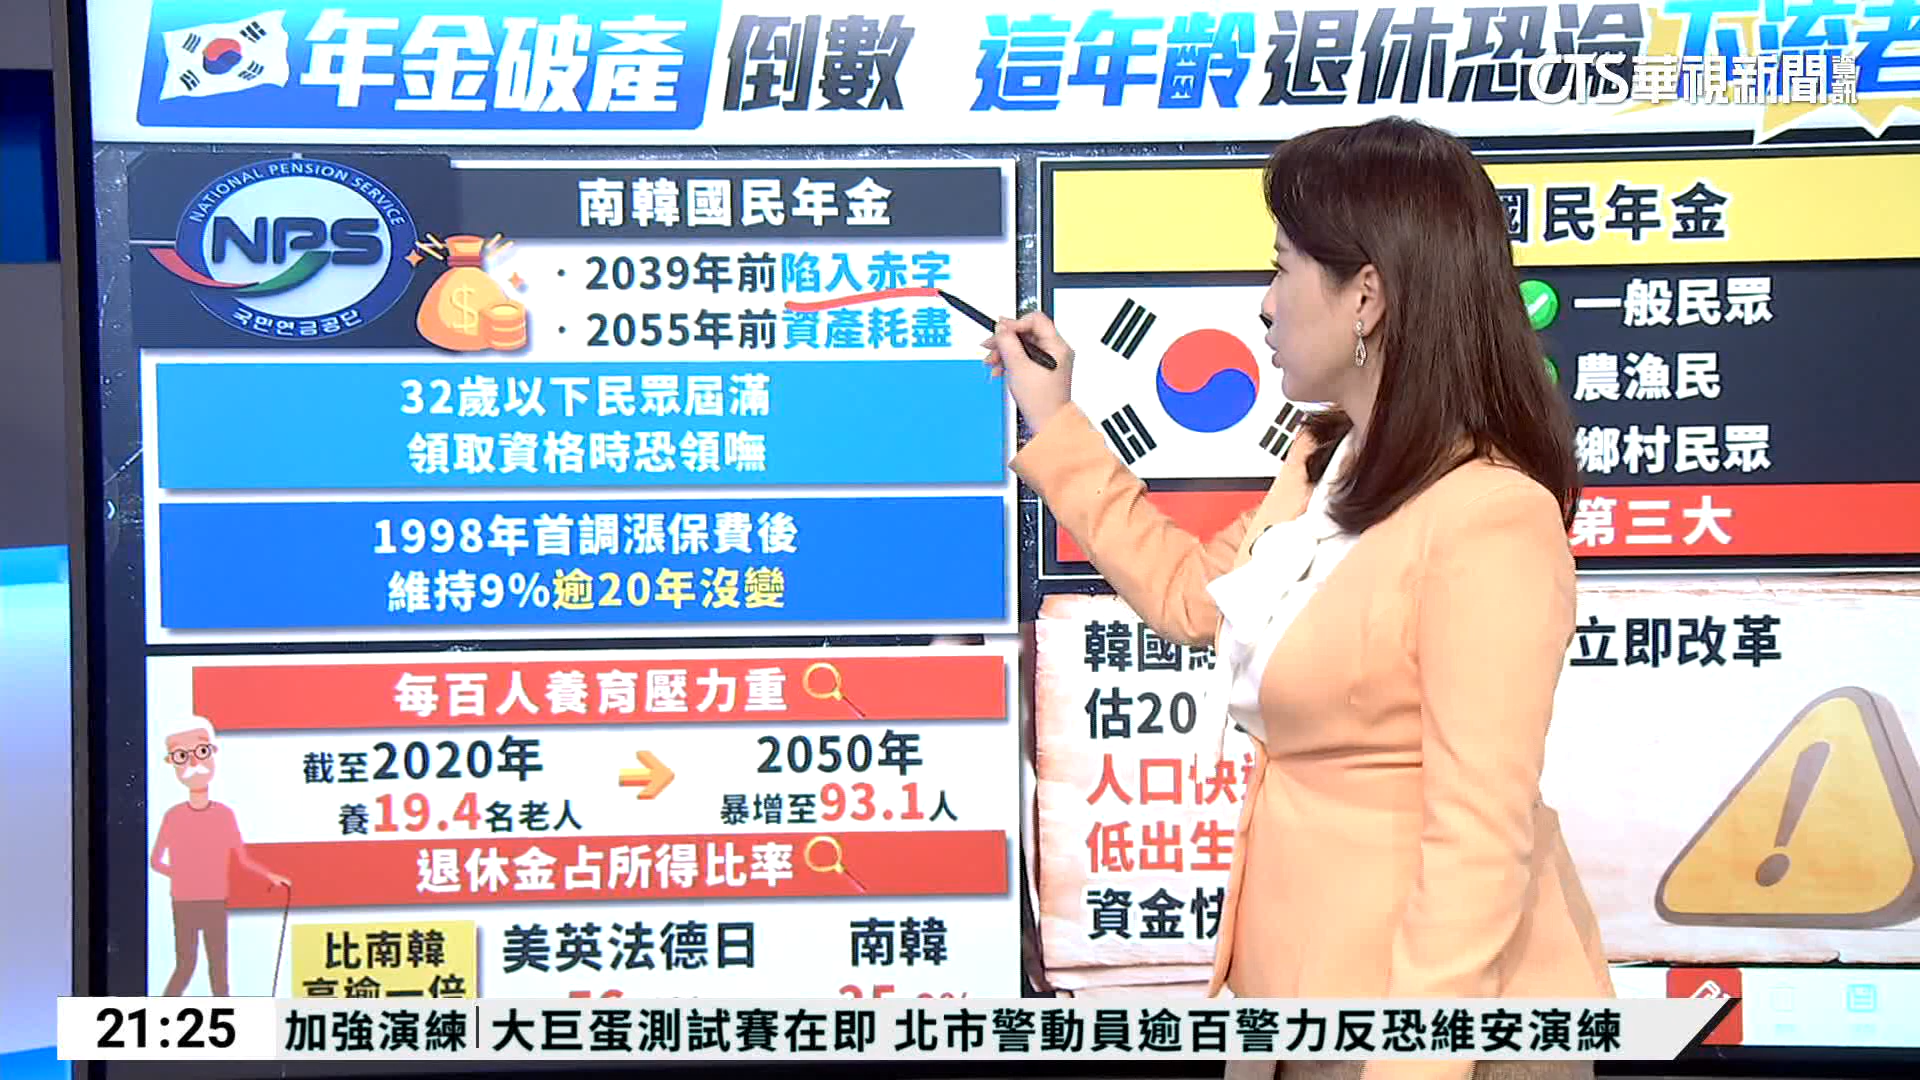 年金破產 倒數 這年齡退休恐淪下流老
CTS華視新聞資訊
NATIONAL PENSION SERVICE
NPS
국민연금공단
南韓國民年金
・2039年前陷入赤字
・2055年前資產耗盡
32歲以下民眾屆滿
領取資格時恐領嘸
1998年首調漲保費後
維持9%逾20年沒變
每百人養育壓力重
截至2020年
養19.4名老人
2050年
暴增至93.1人
退休金占所得比率
比南韓
高逾一倍
美英法德日
南韓
國民年金
一般民眾
農漁民
鄉村民眾
第三大
韓國
立即改革
估20
人口快
低出生
資金快
21:25
加強演練
大巨蛋測試賽在即 北市警動員逾百警力反恐維安演練